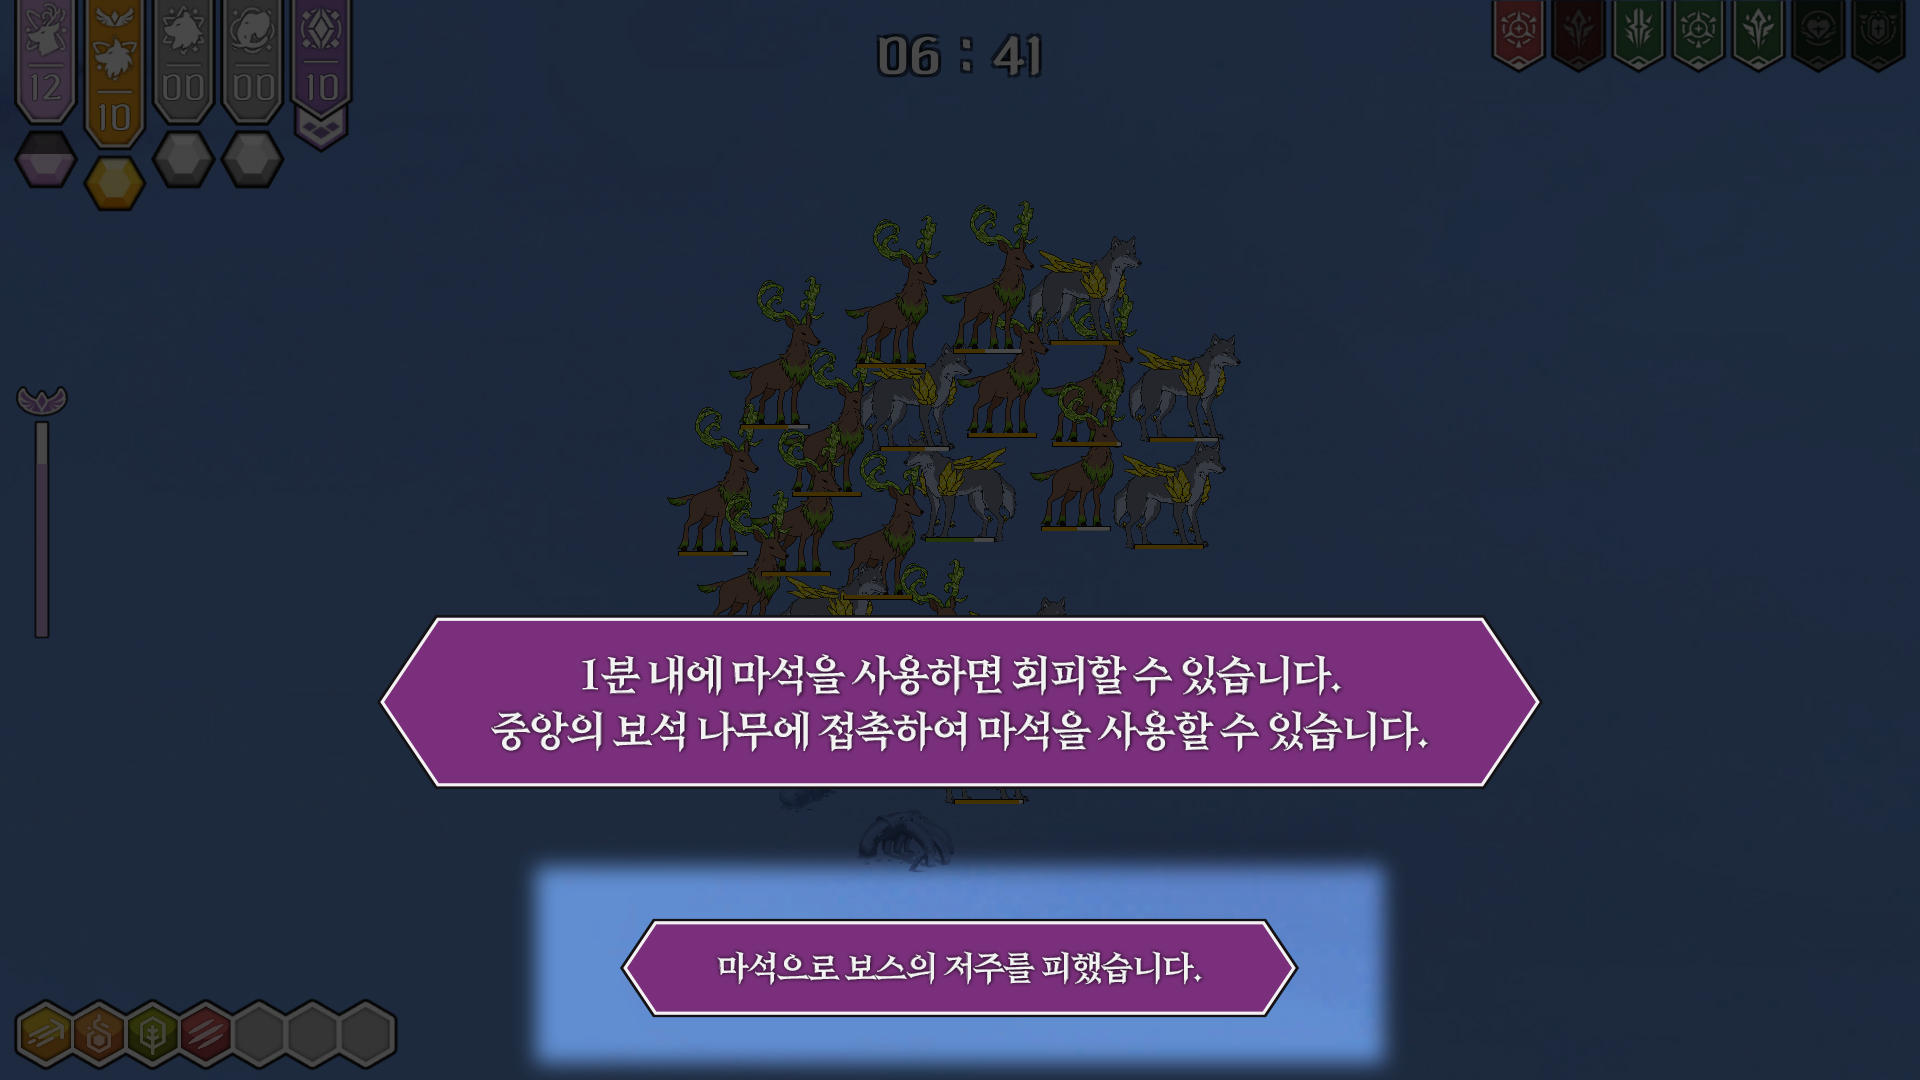 12
10
00
00
10
06 : 41
1분 내에 마석을 사용하면 회피할 수 있습니다.
중앙의 보석 나무에 접촉하여 마석을 사용할 수 있습니다.
마석으로 보스의 저주를 피했습니다.